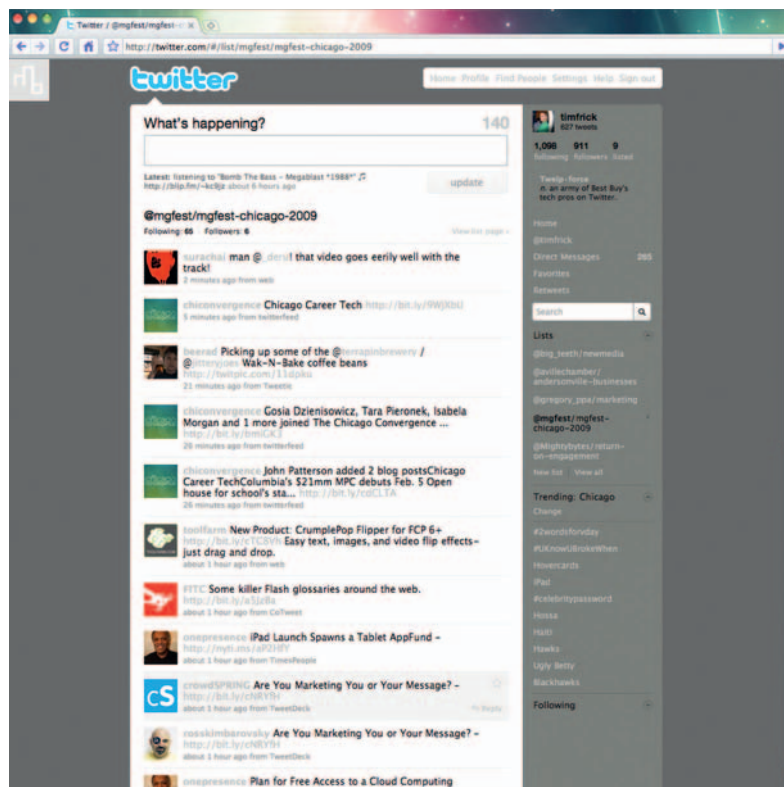 Twitter / @mgfest/mgfest-c
http://twitter.com/#/list/mgfest/mgfest-chicago-2009
twitter
Home Profile Find People Settings Help Sign out
What's happening?
140
Latest: listening to "Bomb The Bass - Megablast *1988*" ♫
http://blip.fm/~kc9jz about 6 hours ago
update
@mgfest/mgfest-chicago-2009
Following: 66 Followers: 6
View list page »
surachai man @_deru! that video goes eerily well with the
track!
2 minutes ago from web
chiconvergence Chicago Career Tech http://bit.ly/9WjXbU
5 minutes ago from twitterfeed
beerad Picking up some of the @terrapinbrewery /
@jitteryjoes Wak-N-Bake coffee beans
http://twitpic.com/11dpku
21 minutes ago from Tweetie
chiconvergence Gosia Dzienisowicz, Tara Pieronek, Isabela
Morgan and 1 more joined The Chicago Convergence ...
http://bit.ly/bmiGK3
26 minutes ago from twitterfeed
chiconvergence John Patterson added 2 blog postsChicago
Career TechColumbia's $21mm MPC debuts Feb. 5 Open
house for school's sta... http://bit.ly/cdCLTA
26 minutes ago from twitterfeed
toolfarm New Product: CrumplePop Flipper for FCP 6+
http://bit.ly/cTC8Yh Easy text, images, and video flip effects-
just drag and drop.
about 1 hour ago from web
FITC Some killer Flash glossaries around the web.
http://bit.ly/a3JzBa
about 1 hour ago from CoTweet
onepresence iPad Launch Spawns a Tablet AppFund -
http://nyti.ms/aP2HfY
about 1 hour ago from TimesPeople
crowdSPRING Are You Marketing You or Your Message? -
http://bit.ly/cNRYfH
about 1 hour ago from TweetDeck
Reply
cS
rosskimbarovsky Are You Marketing You or Your Message? -
http://bit.ly/cNRYfH
about 1 hour ago from TweetDeck
onepresence Plan for Free Access to a Cloud Computing
timfrick
827 tweets
1,098 911 9
following followers listed
Twelp-force
n. an army of Best Buy's
tech pros on Twitter.
Home
@timfrick
Direct Messages 265
Favorites
Retweets
Search
Lists
@big_teeth/newmedia
@avillechamber/
andersonville-businesses
@gregory_ppa/marketing
@mgfest/mgfest-
chicago-2009
@Mightybytes/return-
on-engagement
New list View all
Trending: Chicago
Change
#2wordsforvday
#UKnowUBrokeWhen
Hovercards
iPad
#celebritypassword
Hossa
Haiti
Hawks
Ugly Betty
Blackhawks
Following